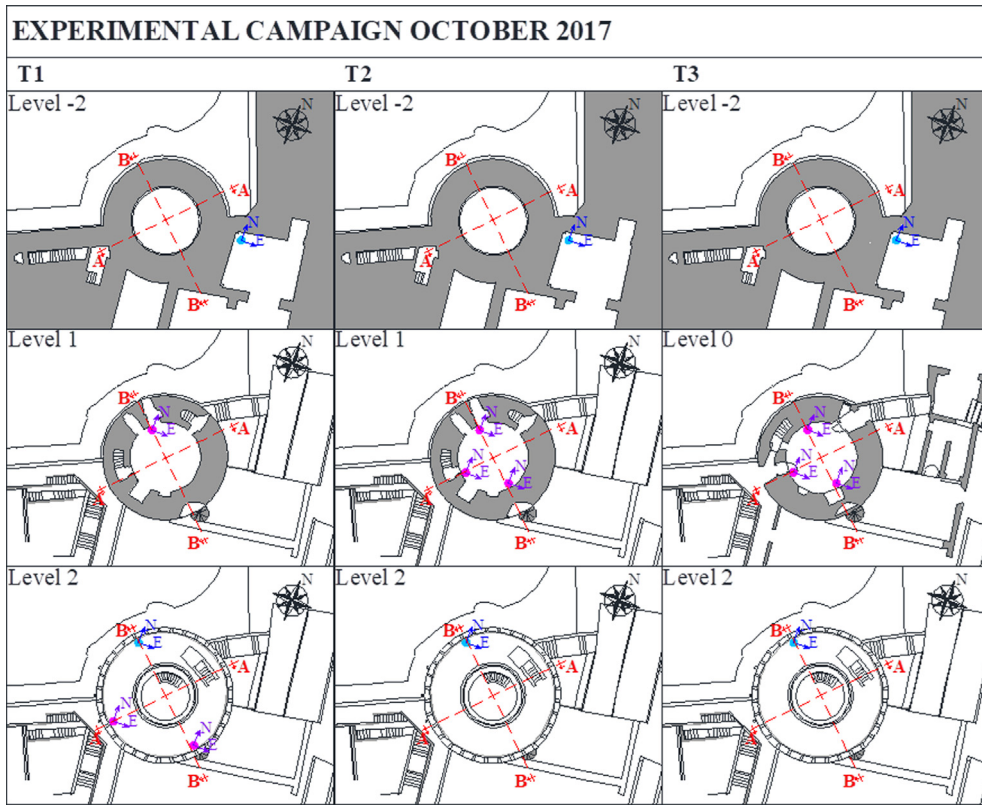 EXPERIMENTAL CAMPAIGN OCTOBER 2017
T1 T2 T3
Level -2 Level -2 Level -2
N N N
B B B
A A A
N N N
E E E
A A A
B B B
Level 1 Level 1 Level 0
N N
B B B
N N N
A A A
E E E
N N N N
E E E E
A A A
B B B
Level 2 Level 2 Level 2
N N N
B N B N B N
E E E
A A A
N
E
N
A E A A
B B B